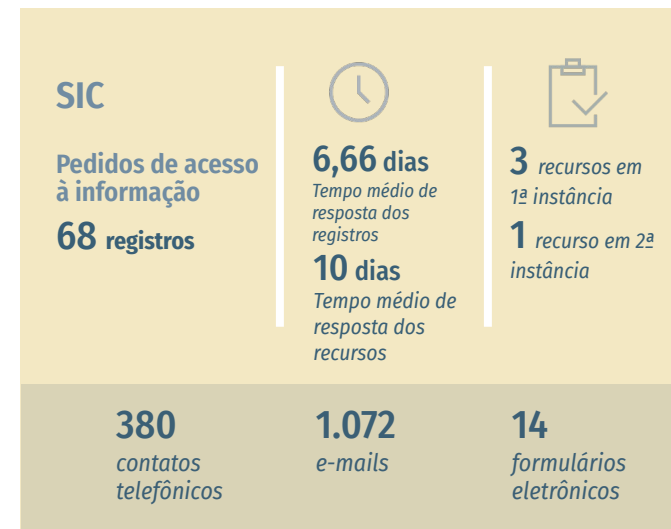 SIC
Pedidos de acesso
à informação
68 registros
6,66 dias
Tempo médio de
resposta dos
registros
10 dias
Tempo médio de
resposta dos
recursos
3 recursos em
1ª instância
1 recurso em 2ª
instância
380
contatos
telefônicos
1.072
e-mails
14
formulários
eletrônicos